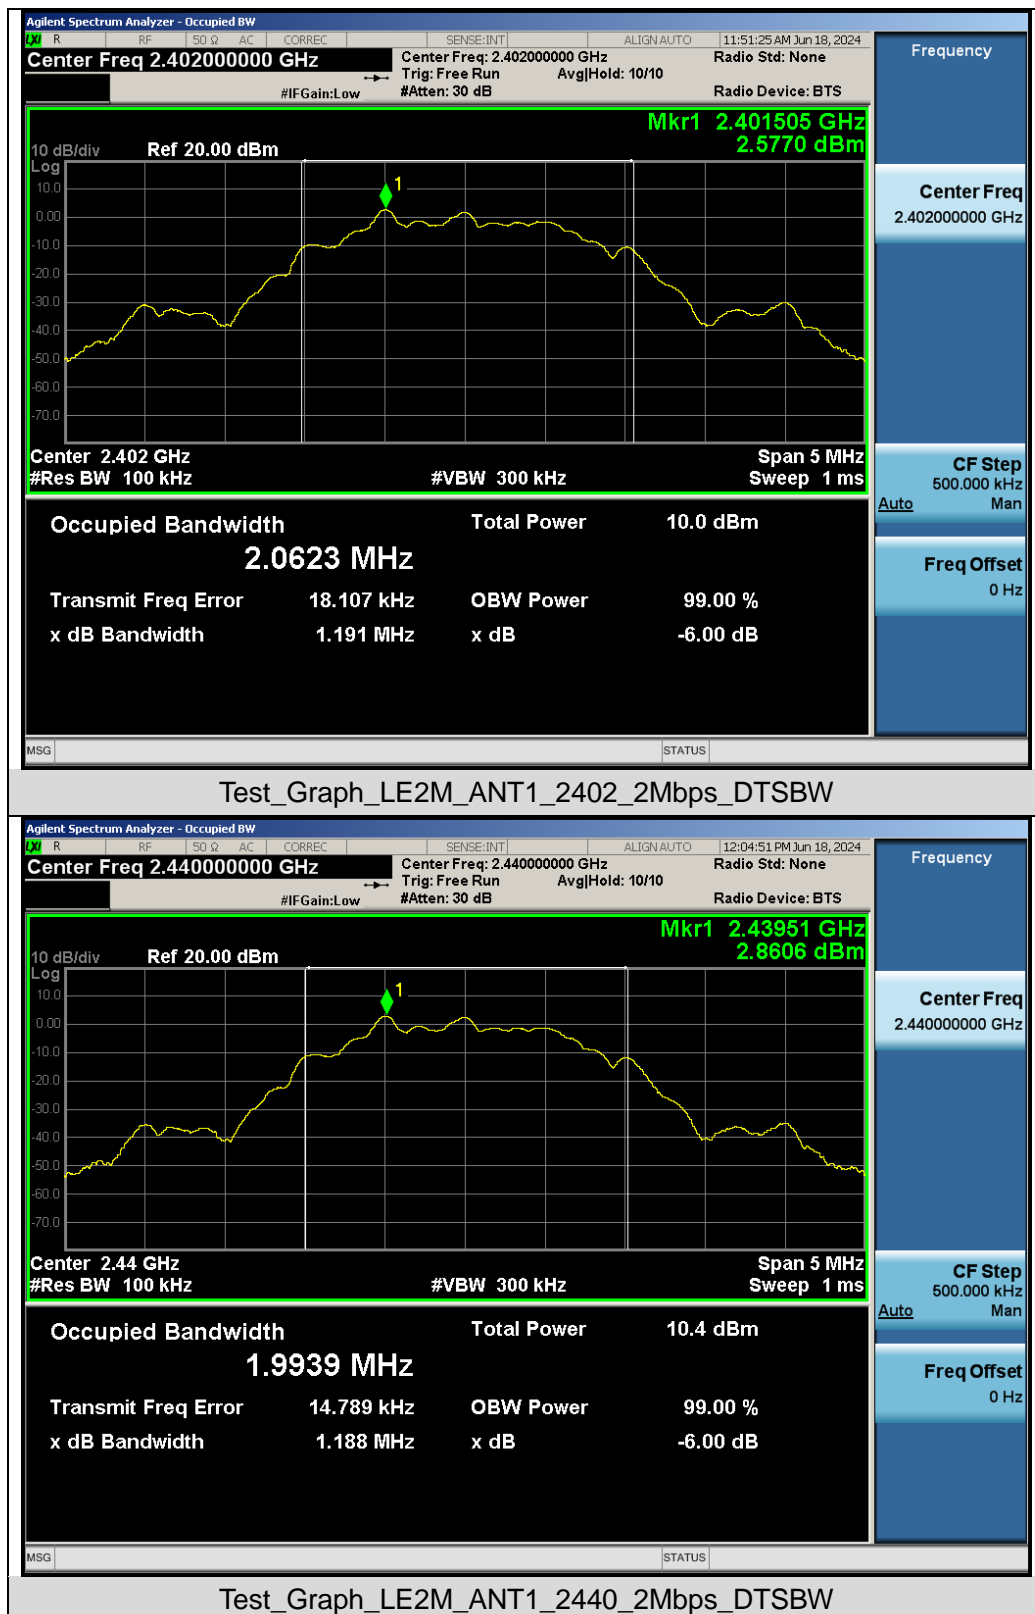 Agilent Spectrum Analyzer - Occupied BW
LXI R RF 50 Ω AC CORREC SENSE:INT ALIGN AUTO 11:51:25 AM Jun 18, 2024
Center Freq 2.402000000 GHz
Center Freq: 2.402000000 GHz
Radio Std: None
Trig: Free Run Avg|Hold: 10/10
#IFGain:Low #Atten: 30 dB Radio Device: BTS
Frequency
Mkr1 2.401505 GHz
2.5770 dBm
10 dB/div Ref 20.00 dBm
Log
1
10.0
0.00
-10.0
-20.0
-30.0
-40.0
-50.0
-60.0
-70.0
Center Freq
2.402000000 GHz
Center 2.402 GHz Span 5 MHz
#Res BW 100 kHz #VBW 300 kHz Sweep 1 ms
CF Step
500.000 kHz
Auto Man
Freq Offset
0 Hz
Occupied Bandwidth Total Power 10.0 dBm
2.0623 MHz
Transmit Freq Error 18.107 kHz OBW Power 99.00 %
x dB Bandwidth 1.191 MHz x dB -6.00 dB
MSG STATUS
Test_Graph_LE2M_ANT1_2402_2Mbps_DTSBW
Agilent Spectrum Analyzer - Occupied BW
LXI R RF 50 Ω AC CORREC SENSE:INT ALIGN AUTO 12:04:51 PM Jun 18, 2024
Center Freq 2.440000000 GHz
Center Freq: 2.440000000 GHz
Radio Std: None
Trig: Free Run Avg|Hold: 10/10
#IFGain:Low #Atten: 30 dB Radio Device: BTS
Frequency
Mkr1 2.43951 GHz
2.8606 dBm
10 dB/div Ref 20.00 dBm
Log
1
10.0
0.00
-10.0
-20.0
-30.0
-40.0
-50.0
-60.0
-70.0
Center Freq
2.440000000 GHz
Center 2.44 GHz Span 5 MHz
#Res BW 100 kHz #VBW 300 kHz Sweep 1 ms
CF Step
500.000 kHz
Auto Man
Freq Offset
0 Hz
Occupied Bandwidth Total Power 10.4 dBm
1.9939 MHz
Transmit Freq Error 14.789 kHz OBW Power 99.00 %
x dB Bandwidth 1.188 MHz x dB -6.00 dB
MSG STATUS
Test_Graph_LE2M_ANT1_2440_2Mbps_DTSBW